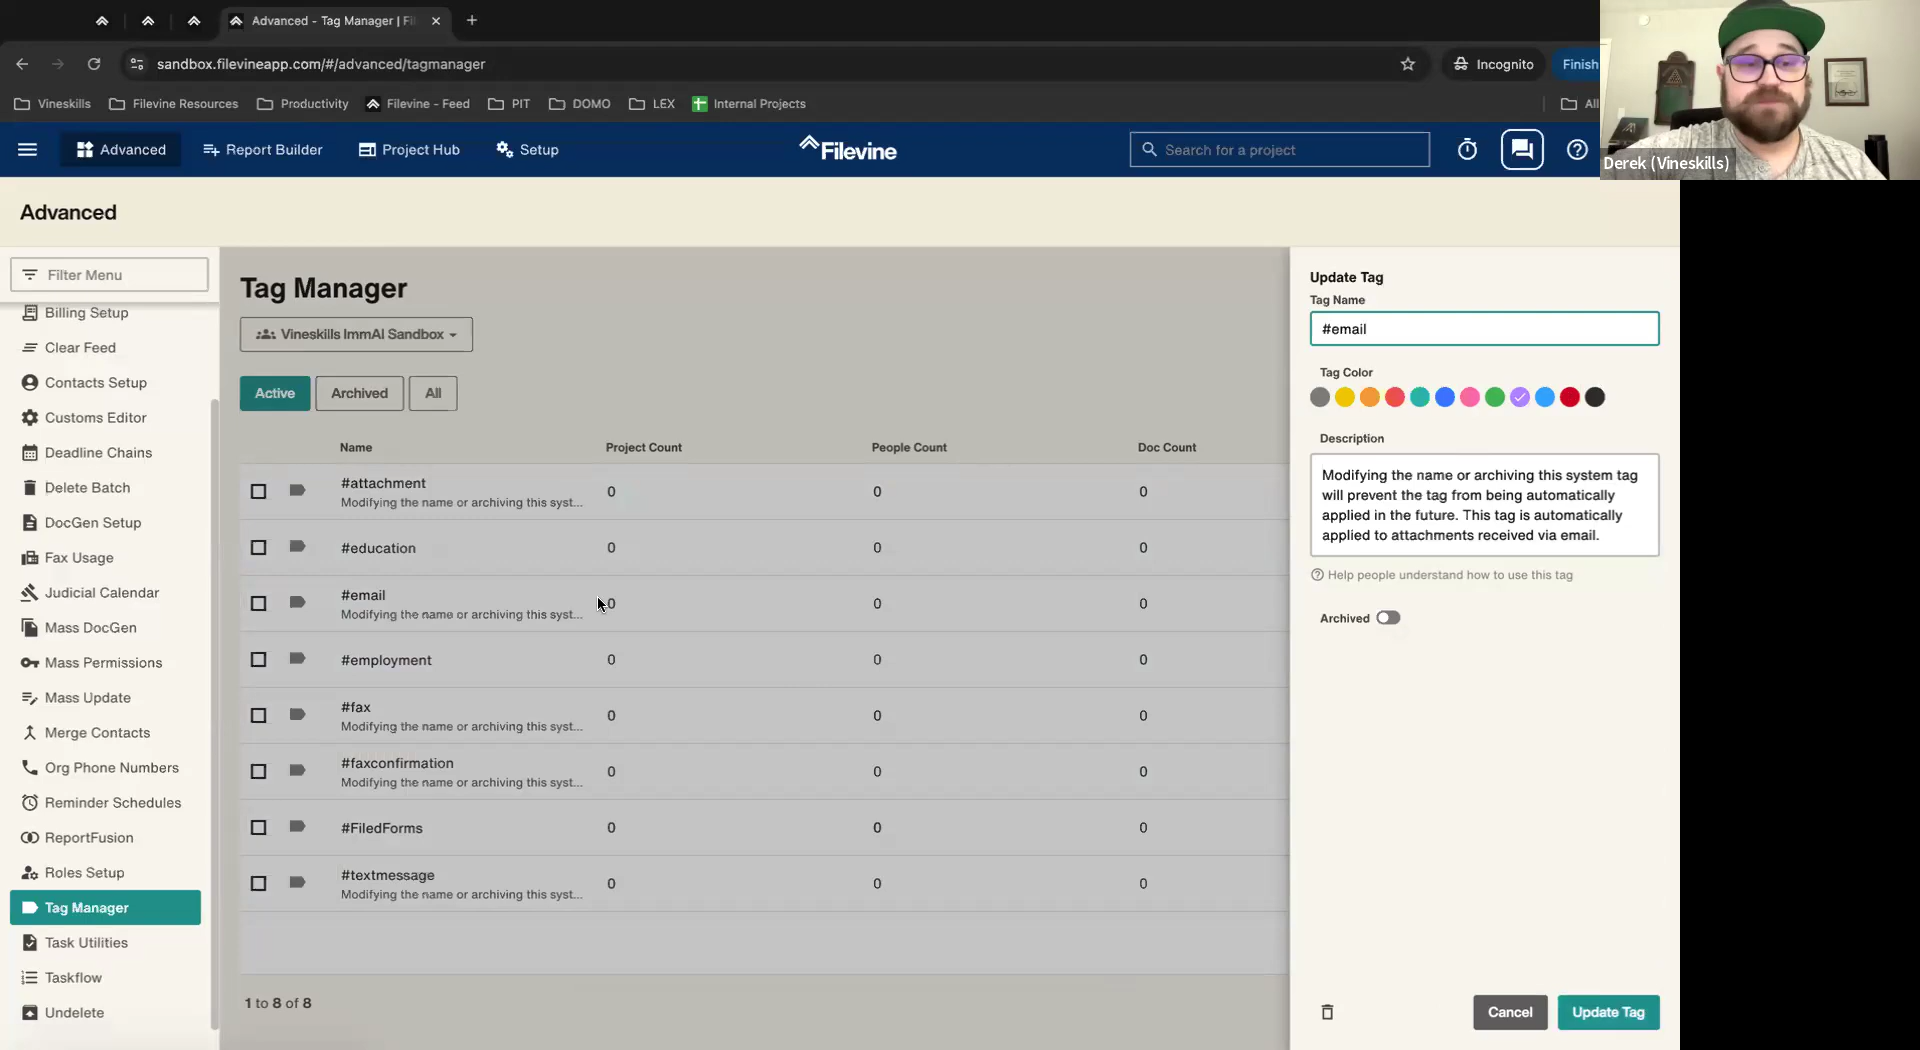 Advanced - Tag Manager | Fi
sandbox.filevineapp.com/#/advanced/tagmanager
Incognito
Finish
Vineskills
Filevine Resources
Productivity
Filevine - Feed
PIT
DOMO
LEX
Internal Projects
All
Advanced
Report Builder
Project Hub
Setup
Filevine
Search for a project
Derek (Vineskills)
Advanced
Filter Menu
Billing Setup
Clear Feed
Contacts Setup
Customs Editor
Deadline Chains
Delete Batch
DocGen Setup
Fax Usage
Judicial Calendar
Mass DocGen
Mass Permissions
Mass Update
Merge Contacts
Org Phone Numbers
Reminder Schedules
ReportFusion
Roles Setup
Tag Manager
Task Utilities
Taskflow
Undelete
Tag Manager
Vineskills ImmAI Sandbox
Active
Archived
All
Name Project Count People Count Doc Count
#attachment
Modifying the name or archiving this syst...
0 0 0
#education
0 0 0
#email
Modifying the name or archiving this syst...
0 0 0
#employment
0 0 0
#fax
Modifying the name or archiving this syst...
0 0 0
#faxconfirmation
Modifying the name or archiving this syst...
0 0 0
#FiledForms
0 0 0
#textmessage
Modifying the name or archiving this syst...
0 0 0
1 to 8 of 8
Update Tag
Tag Name
#email
Tag Color
Description
Modifying the name or archiving this system tag
will prevent the tag from being automatically
applied in the future. This tag is automatically
applied to attachments received via email.
Help people understand how to use this tag
Archived
Cancel
Update Tag